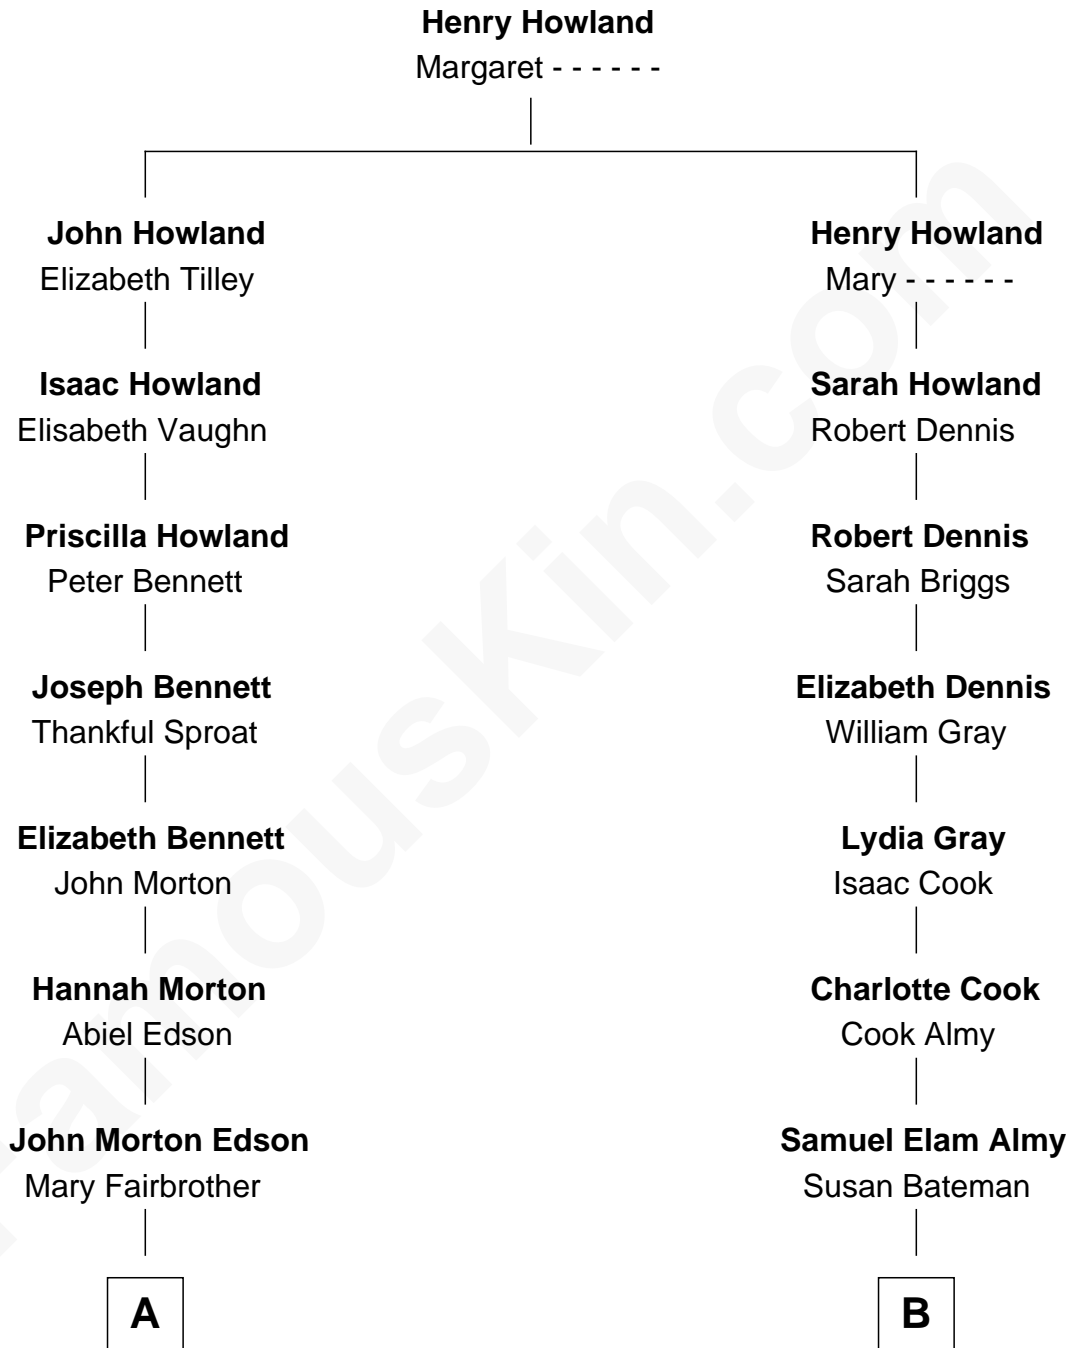 Henry Howland
Margaret - - - - - -
John Howland
Elizabeth Tilley
Henry Howland
Mary - - - - - -
Isaac Howland
Elisabeth Vaughn
Sarah Howland
Robert Dennis
Priscilla Howland
Peter Bennett
Robert Dennis
Sarah Briggs
Joseph Bennett
Thankful Sproat
Elizabeth Dennis
William Gray
Elizabeth Bennett
John Morton
Lydia Gray
Isaac Cook
Hannah Morton
Abiel Edson
Charlotte Cook
Cook Almy
John Morton Edson
Mary Fairbrother
Samuel Elam Almy
Susan Bateman
A
B
FamousKin.com